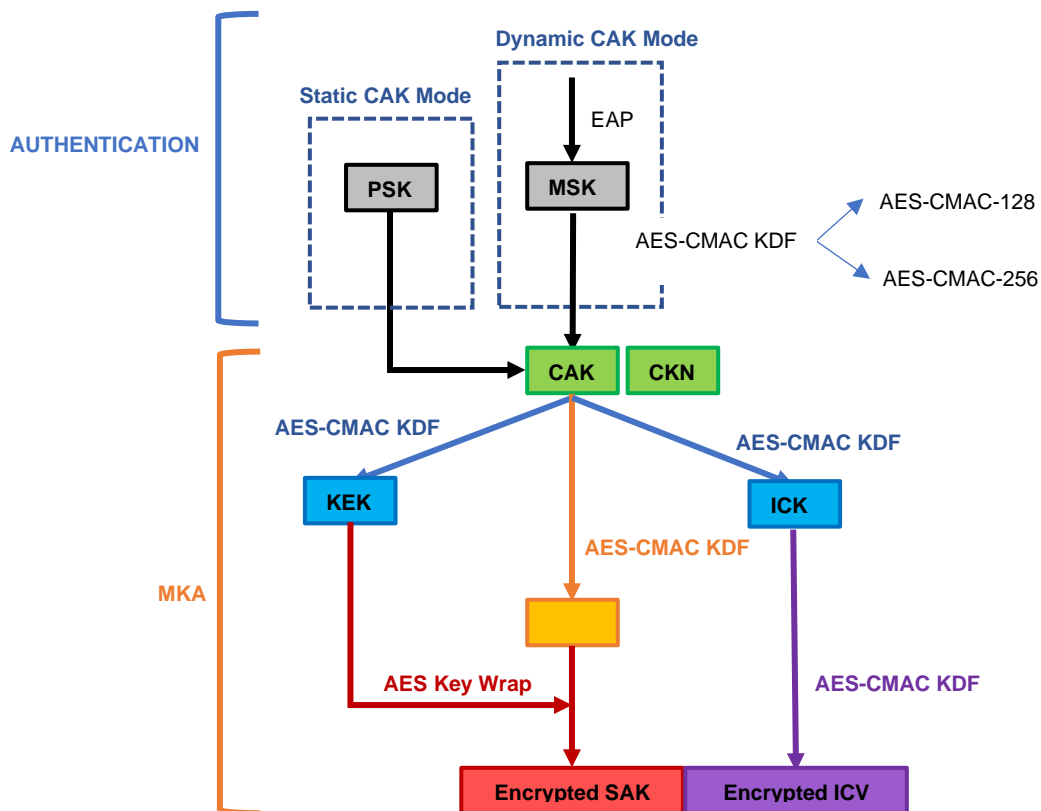 Dynamic CAK Mode
Static CAK Mode
EAP
AUTHENTICATION
PSK
MSK
AES-CMAC-128
AES-CMAC KDF
AES-CMAC-256
CAK
CKN
AES-CMAC KDF
AES-CMAC KDF
KEK
ICK
AES-CMAC KDF
MKA
AES Key Wrap
AES-CMAC KDF
Encrypted SAK
Encrypted ICV